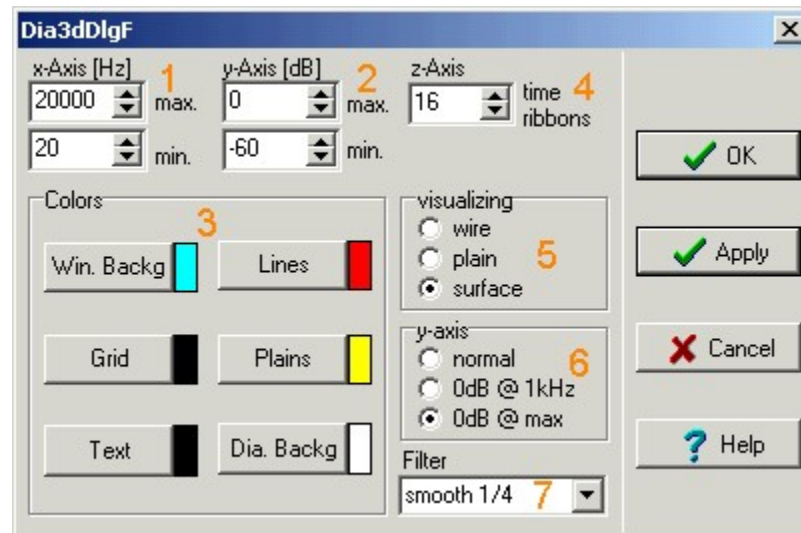 Dia3dDlgF
x-Axis [Hz] 1
20000 max.
20 min.
y-Axis [dB] 2
0 max.
-60 min.
z-Axis
16 time ribbons 4
Colors
3
Win. Backg
Lines
Grid
Plains
Text
Dia. Backg
visualizing
wire
plain 5
surface
y-axis
normal 6
0dB @ 1kHz
0dB @ max
Filter
smooth 1/4 7
OK
Apply
Cancel
? Help